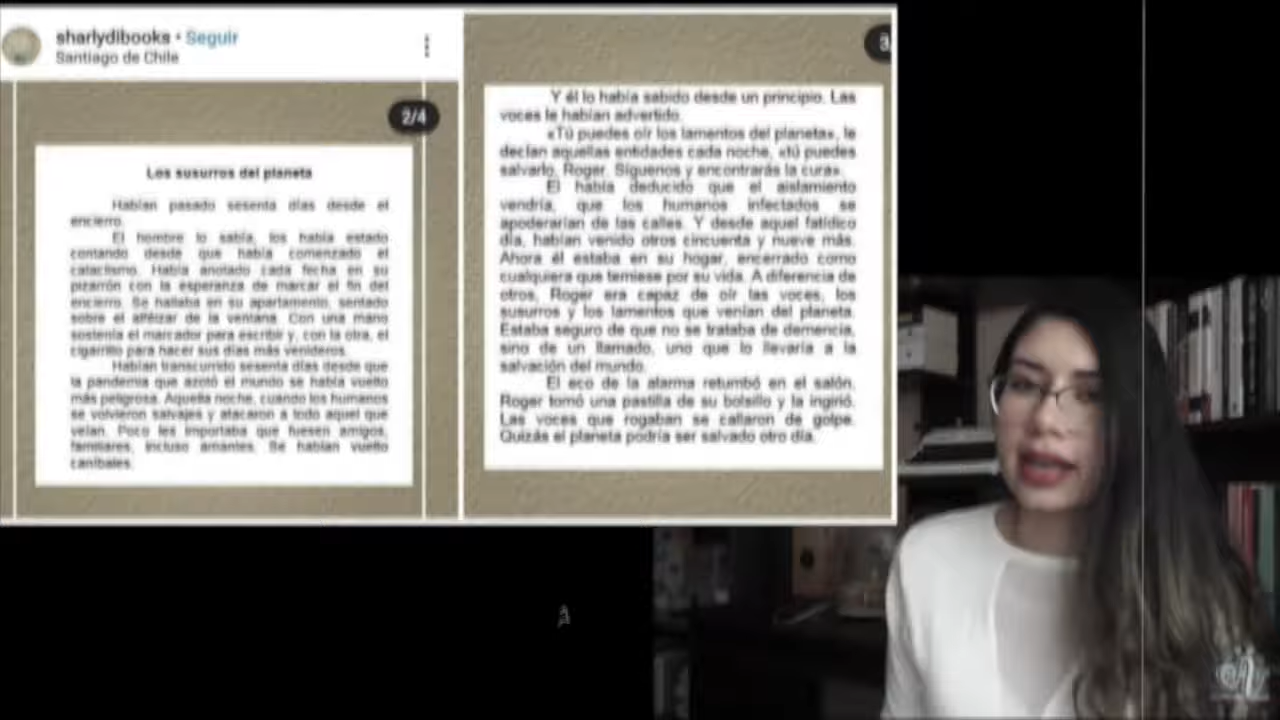 sharlydibooks • Seguir
Santiago de Chile
2/4
Los susurros del planeta
Habían pasado sesenta días desde el
encierro.
El hombre lo sabía, los había estado
contando desde que había comenzado el
cataclismo. Había anotado cada fecha en su
pizarrón con la esperanza de marcar el fin del
encierro. Se hallaba en su apartamento, sentado
sobre el alféizar de la ventana. Con una mano
sostenía el marcador para escribir y, con la otra, el
cigarrillo para hacer sus días más venideros.
Habían transcurrido sesenta días desde que
la pandemia que azotó el mundo se había vuelto
más peligrosa. Aquella noche, cuando los humanos
se volvieron salvajes y atacaron a todo aquel que
veían. Poco les importaba que fuesen amigos,
familiares, incluso amantes. Se habían vuelto
caníbales.
3
Y él lo había sabido desde un principio. Las
voces le habían advertido.
«Tú puedes oír los lamentos del planeta», le
decían aquellas entidades cada noche, «tú puedes
salvarlo, Roger. Síguenos y encontrarás la cura».
Él había deducido que el aislamiento
vendría, que los humanos infectados se
apoderarían de las calles. Y desde aquel fatídico
día, habían venido otros cincuenta y nueve más.
Ahora él estaba en su hogar, encerrado como
cualquiera que temiese por su vida. A diferencia de
otros, Roger era capaz de oír las voces, los
susurros y los lamentos que venían del planeta.
Estaba seguro de que no se trataba de demencia,
sino de un llamado, uno que lo llevaría a la
salvación del mundo.
El eco de la alarma retumbó en el salón.
Roger tomó una pastilla de su bolsillo y la ingirió.
Las voces que rogaban se callaron de golpe.
Quizás el planeta podría ser salvado otro día.